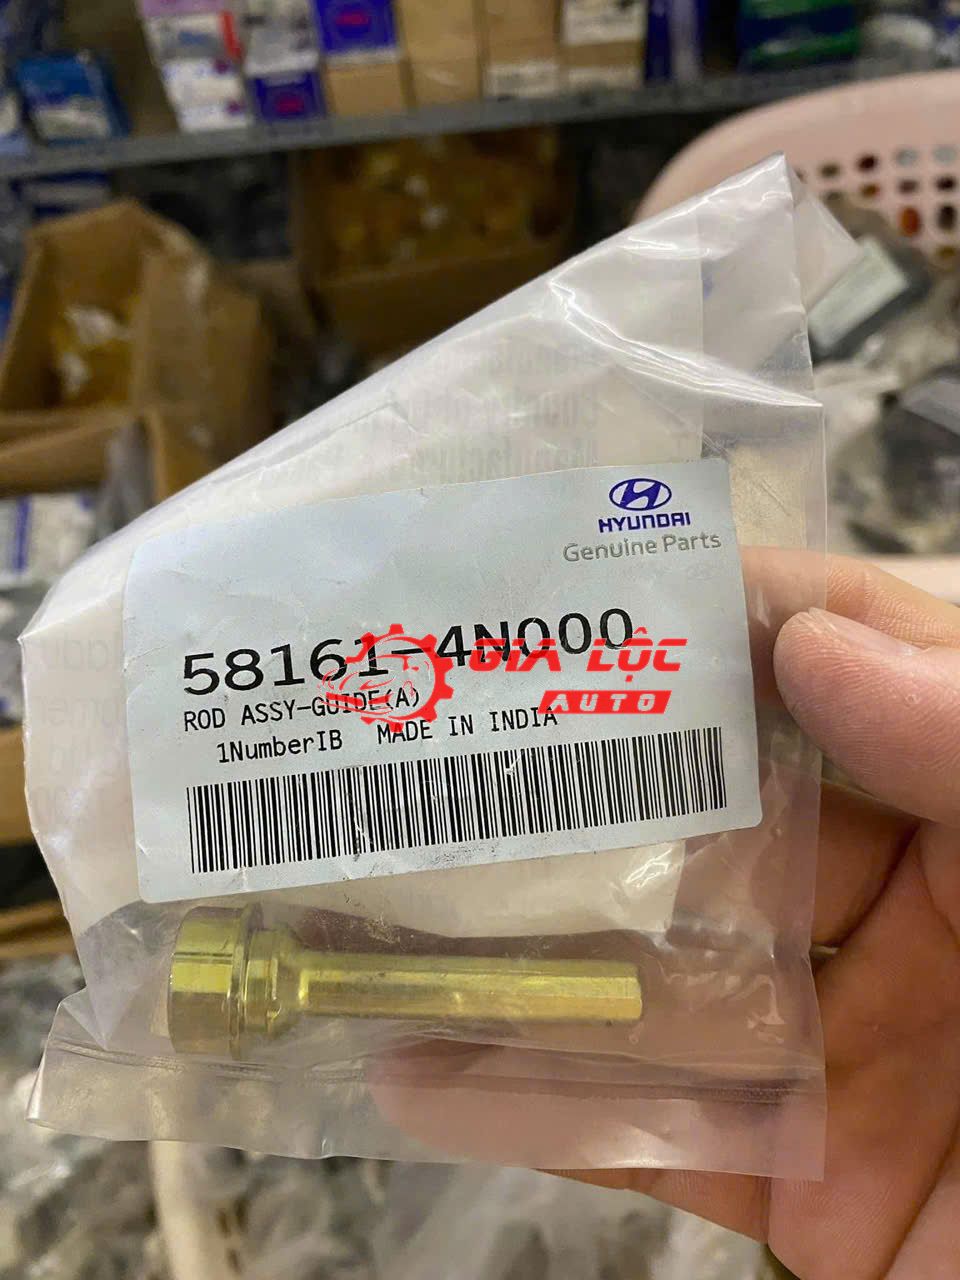 HYUNDAI
Genuine Parts
58161-4N000
ROD ASSY-GUIDE(A)
1NumberIB MADE IN INDIA
GIA LỘC
AUTO